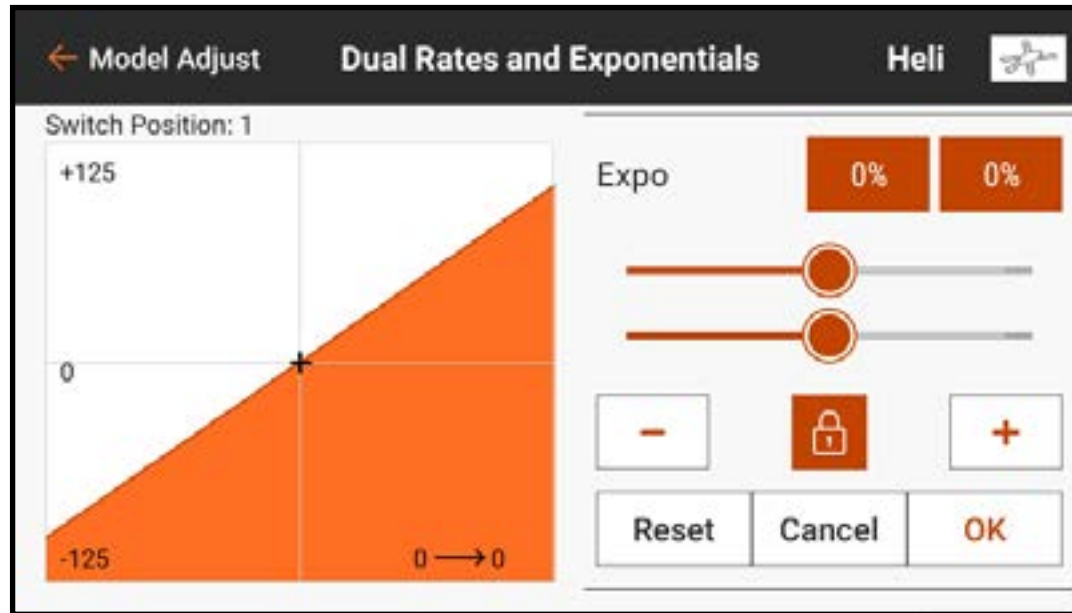 ← Model Adjust Dual Rates and Exponentials Heli
Switch Position: 1
+125
0
-125
0 → 0
Expo 0% 0%
− +
Reset Cancel OK